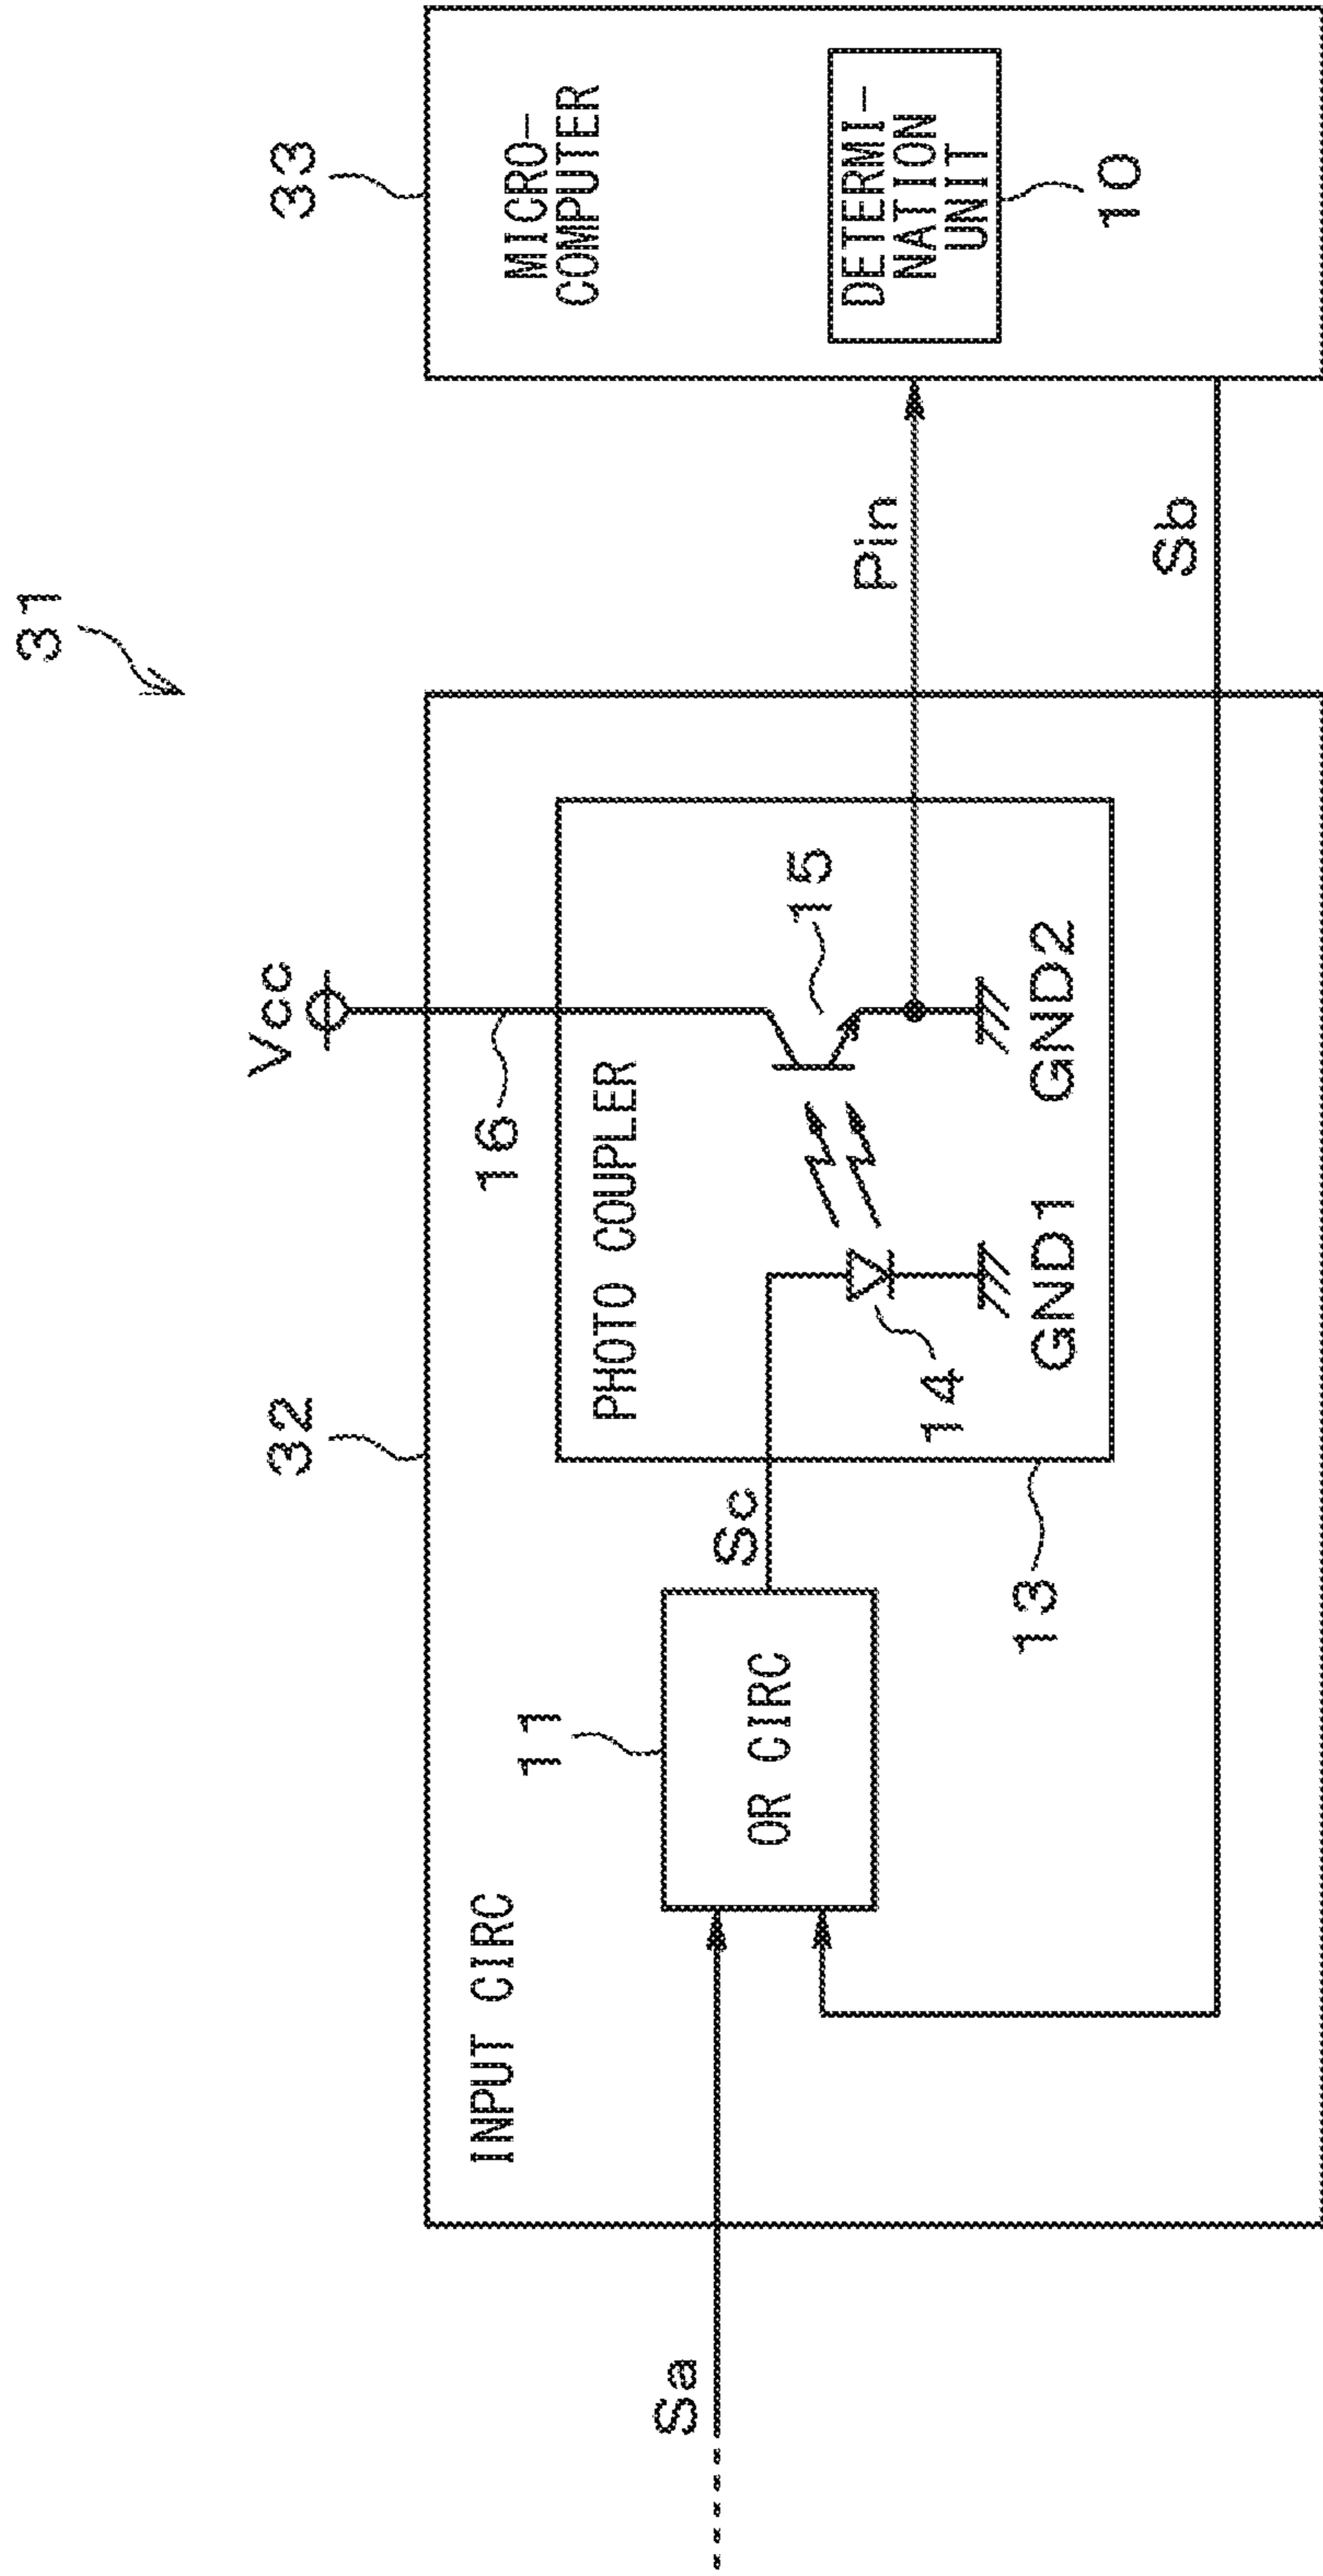 31
Vcc
32
33
INPUT CIRC
16
MICRO-
COMPUTER
11
PHOTO COUPLER
Sa
OR CIRC
Sc
15
Pin
DETERMI-
NATION
UNIT
14
GND1
GND2
13
10
Sb